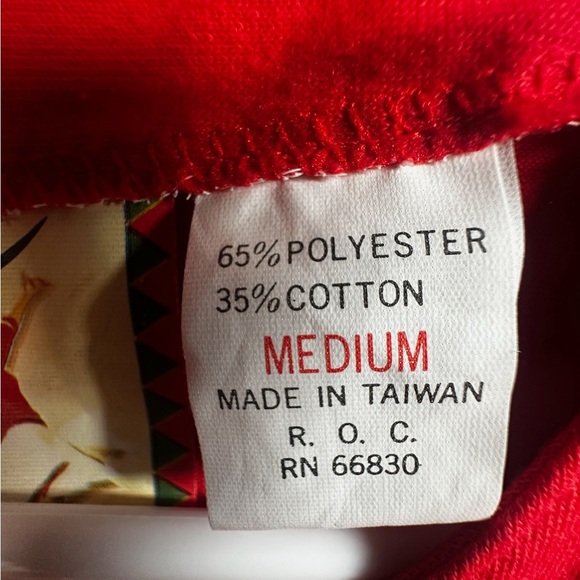 65% POLYESTER
35% COTTON
MEDIUM
MADE IN TAIWAN
R. O. C.
RN 66830